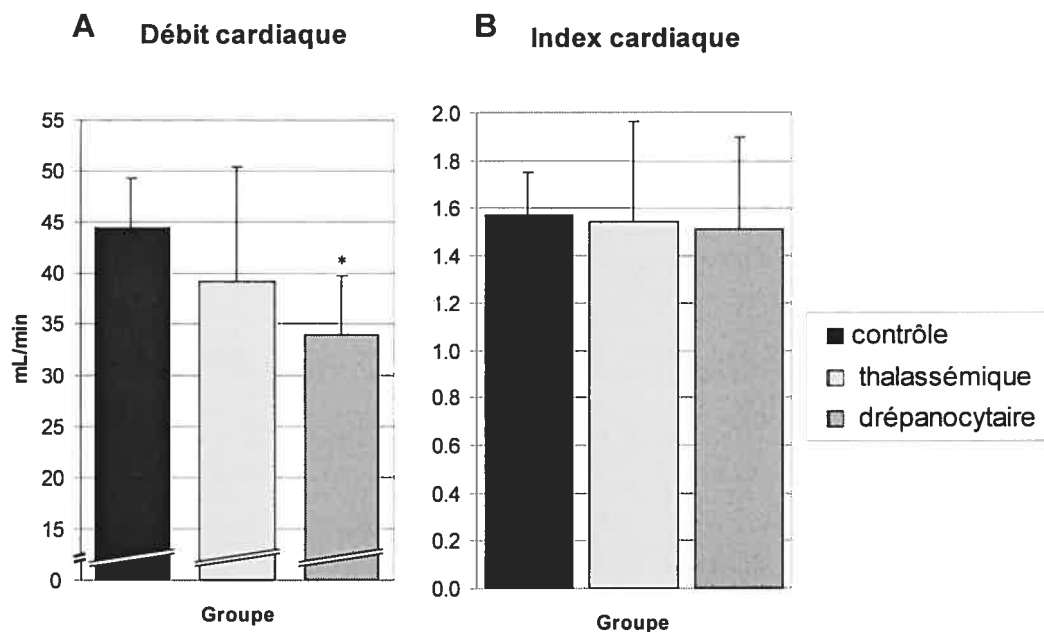 A Débit cardiaque
55
50
45
40
35
30
25
20
15
0
mL/min
*
Groupe
B Index cardiaque
2.0
1.8
1.6
1.4
1.2
1.0
0.8
0.6
0.4
0.2
0.0
Groupe
contrôle
thalassémique
drépanocytaire